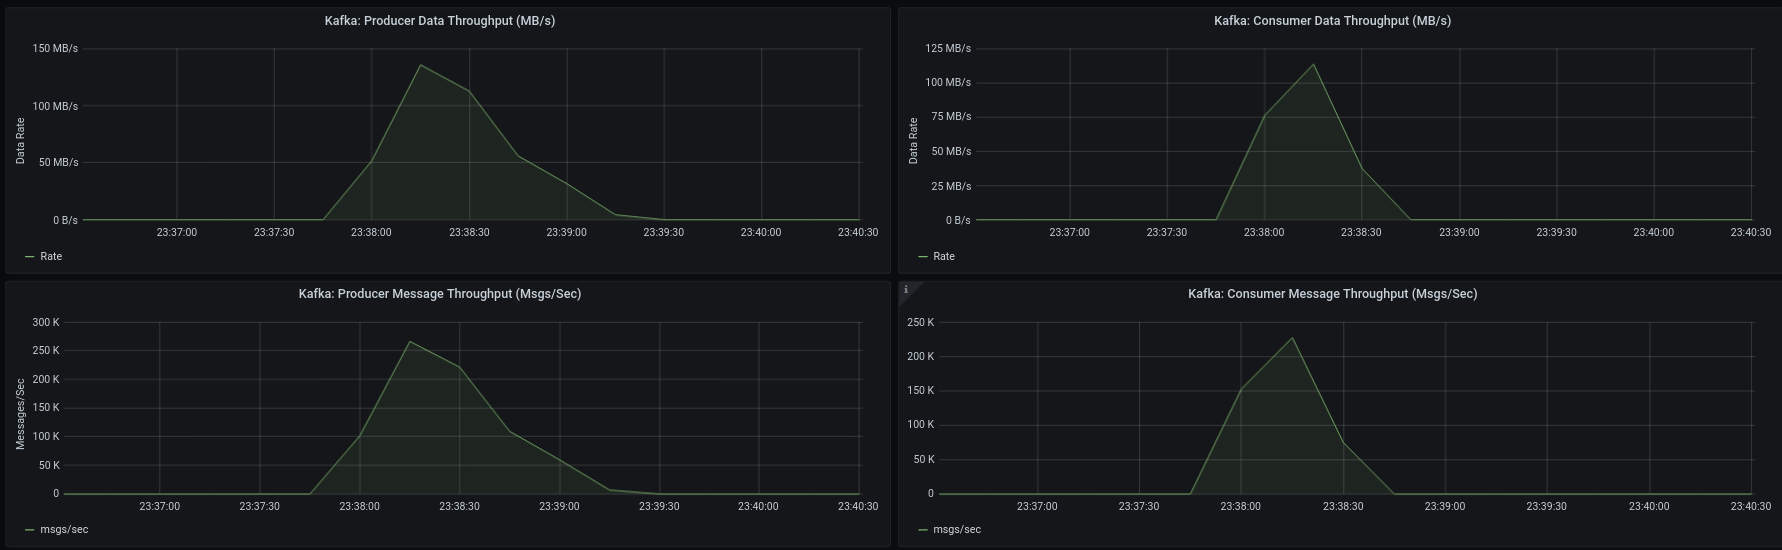 Kafka: Producer Data Throughput (MB/s)
150 MB/s
100 MB/s
50 MB/s
0 B/s
Data Rate
23:37:00 23:37:30 23:38:00 23:38:30 23:39:00 23:39:30 23:40:00 23:40:30
Rate
Kafka: Consumer Data Throughput (MB/s)
125 MB/s
100 MB/s
75 MB/s
50 MB/s
25 MB/s
0 B/s
Data Rate
23:37:00 23:37:30 23:38:00 23:38:30 23:39:00 23:39:30 23:40:00 23:40:30
Rate
Kafka: Producer Message Throughput (Msgs/Sec)
300 K
250 K
200 K
150 K
100 K
50 K
0
Messages/Sec
23:37:00 23:37:30 23:38:00 23:38:30 23:39:00 23:39:30 23:40:00 23:40:30
msgs/sec
i
Kafka: Consumer Message Throughput (Msgs/Sec)
250 K
200 K
150 K
100 K
50 K
0
23:37:00 23:37:30 23:38:00 23:38:30 23:39:00 23:39:30 23:40:00 23:40:30
msgs/sec